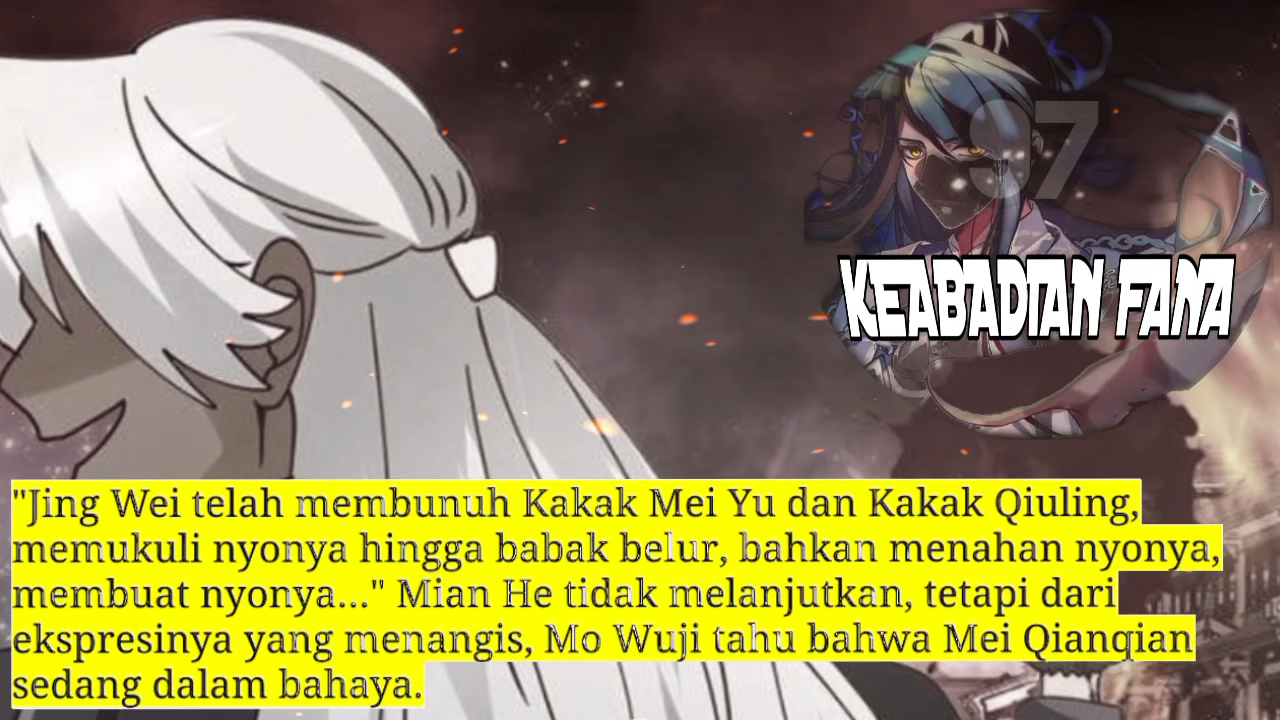 97
KEABADIAN FANA
"Jing Wei telah membunuh Kakak Mei Yu dan Kakak Qiuling,
memukuli nyonya hingga babak belur, bahkan menahan nyonya,
membuat nyonya..." Mian He tidak melanjutkan, tetapi dari
ekspresinya yang menangis, Mo Wuji tahu bahwa Mei Qianqian
sedang dalam bahaya.